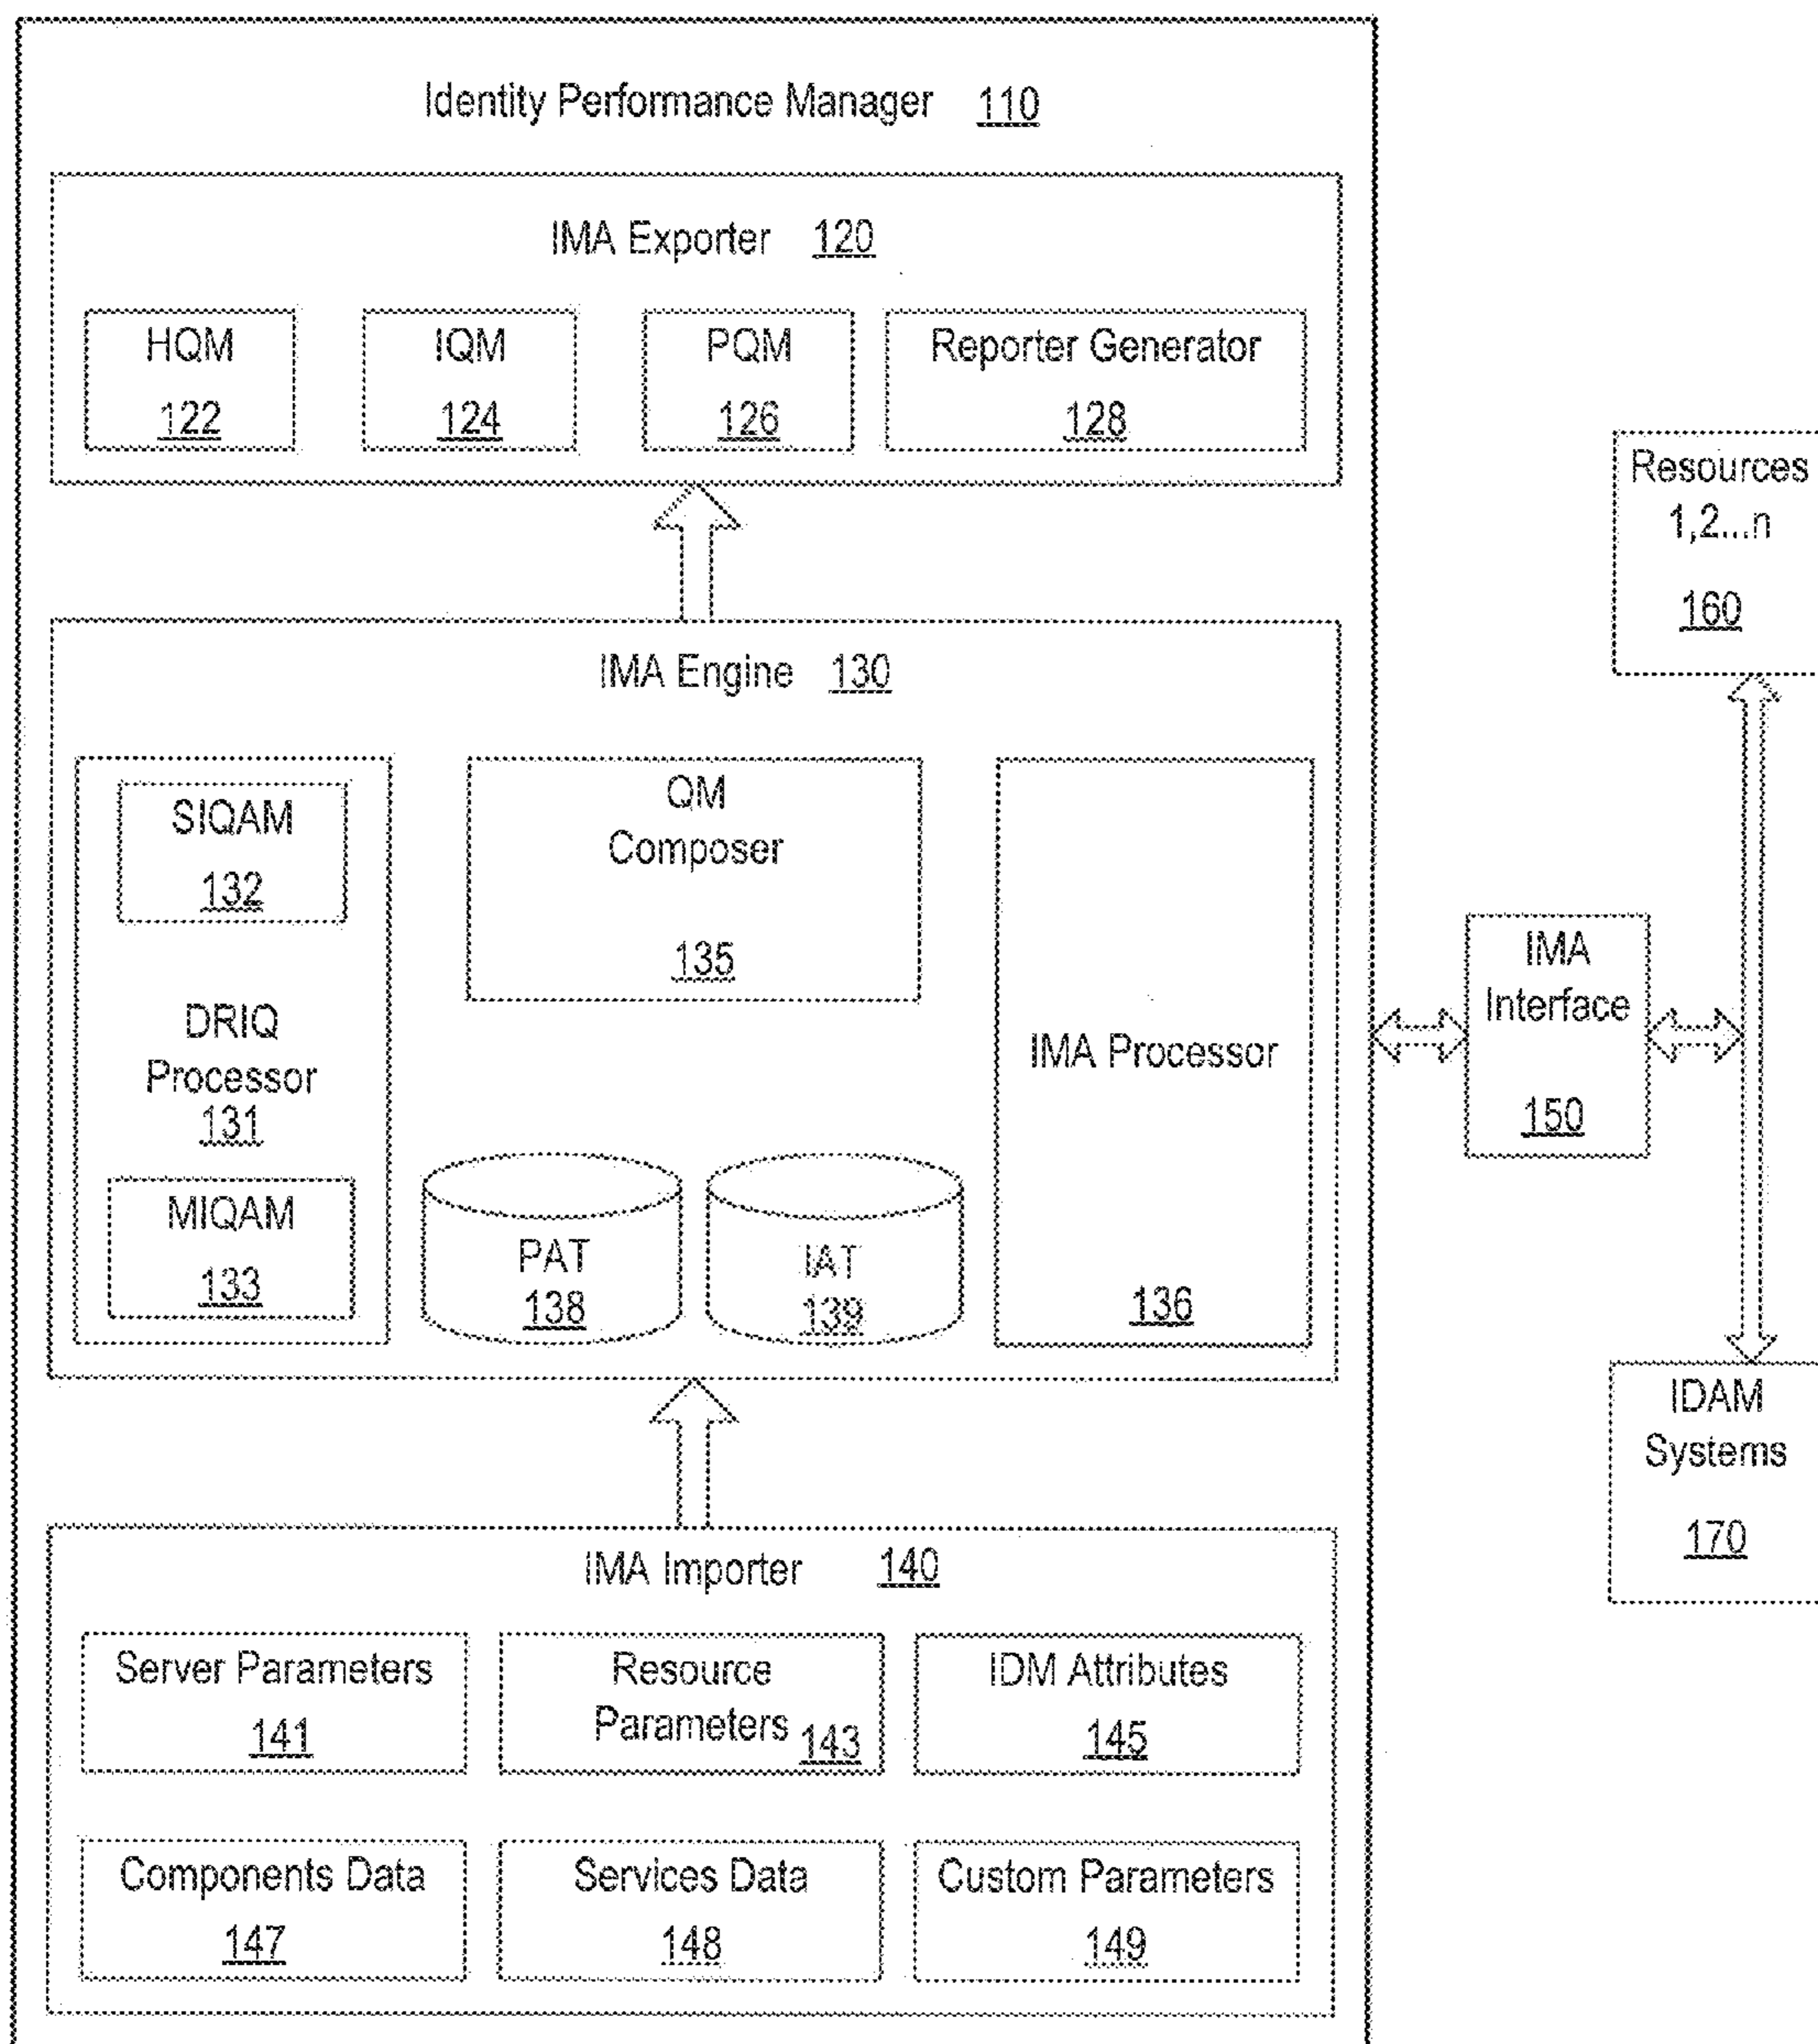 Identity Performance Manager 110
IMA Exporter 120
HQM
122
IQM
124
PQM
126
Reporter Generator
128
IMA Engine 130
SIQAM
132
DRIQ
Processor
131
MIQAM
133
QM
Composer
135
PAT
138
IAT
139
IMA Processor
136
IMA Importer 140
Server Parameters
141
Resource
Parameters 143
IDM Attributes
145
Components Data
147
Services Data
148
Custom Parameters
149
IMA
Interface
150
Resources
1,2...n
160
IDAM
Systems
170